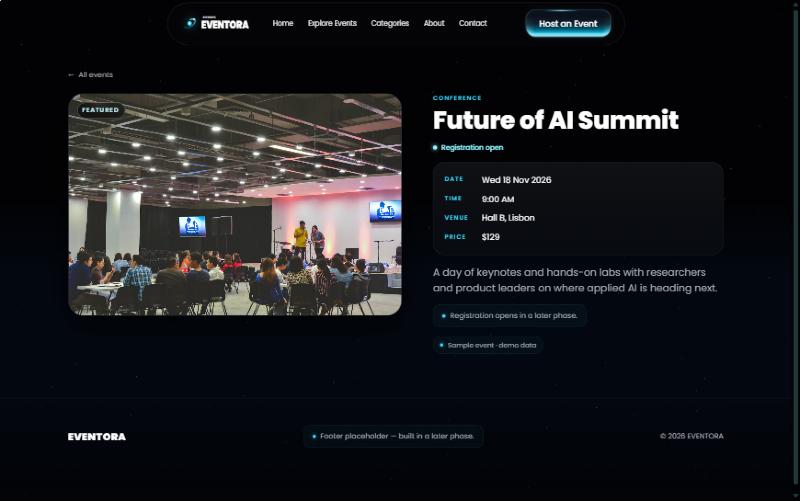 EVENTORA
Home
Explore Events
Categories
About
Contact
Host an Event
← All events
FEATURED
CONFERENCE
Future of AI Summit
Registration open
DATE Wed 18 Nov 2026
TIME 9:00 AM
VENUE Hall B, Lisbon
PRICE $129
A day of keynotes and hands-on labs with researchers
and product leaders on where applied AI is heading next.
Registration opens in a later phase.
Sample event · demo data
EVENTORA
Footer placeholder — built in a later phase.
© 2026 EVENTORA